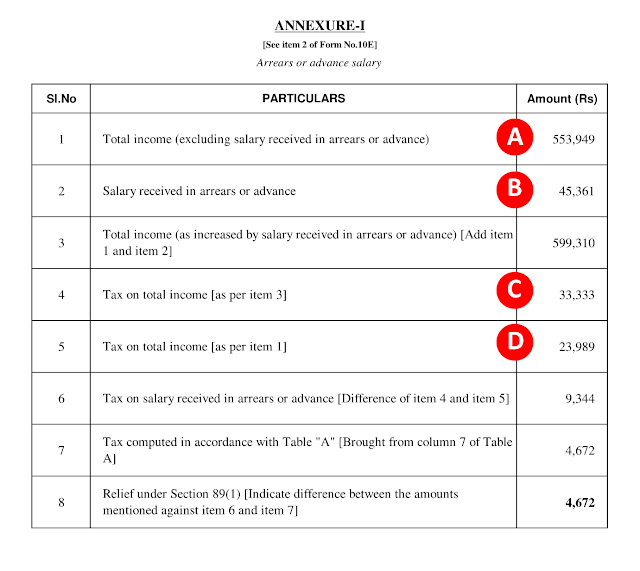 ANNEXURE-I
[See item 2 of Form No.10E]
Arrears or advance salary
Sl.No PARTICULARS Amount (Rs)
1 Total income (excluding salary received in arrears or advance) A 553,949
2 Salary received in arrears or advance B 45,361
3 Total income (as increased by salary received in arrears or advance) [Add item 599,310
1 and item 2]
4 Tax on total income [as per item 3] C 33,333
5 Tax on total income [as per item 1] D 23,989
6 Tax on salary received in arrears or advance [Difference of item 4 and item 5] 9,344
7 Tax computed in accordance with Table "A" [Brought from column 7 of Table 4,672
A]
8 Relief under Section 89(1) [Indicate difference between the amounts 4,672
mentioned against item 6 and item 7]